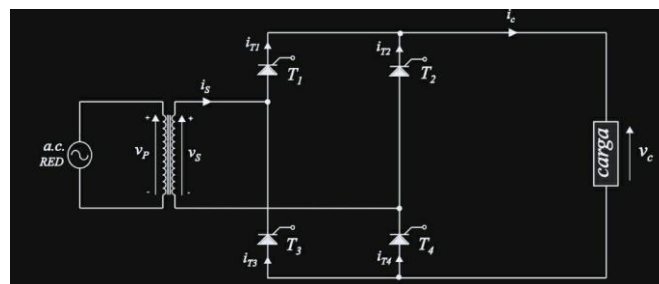 i_c
i_T1
i_T2
T_1
T_2
i_S
+
+
a.c.
RED
v_P
v_S
carga
v_c
-
-
T_3
T_4
i_T3
i_T4